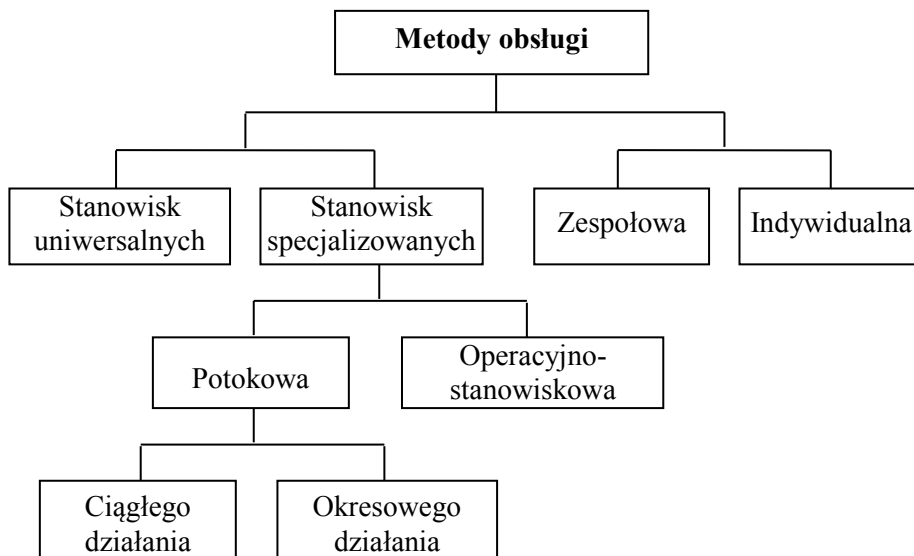 Metody obsługi
Stanowisk
uniwersalnych
Stanowisk
specjalizowanych
Zespołowa
Indywidualna
Potokowa
Operacyjno-
stanowiskowa
Ciągłego
działania
Okresowego
działania